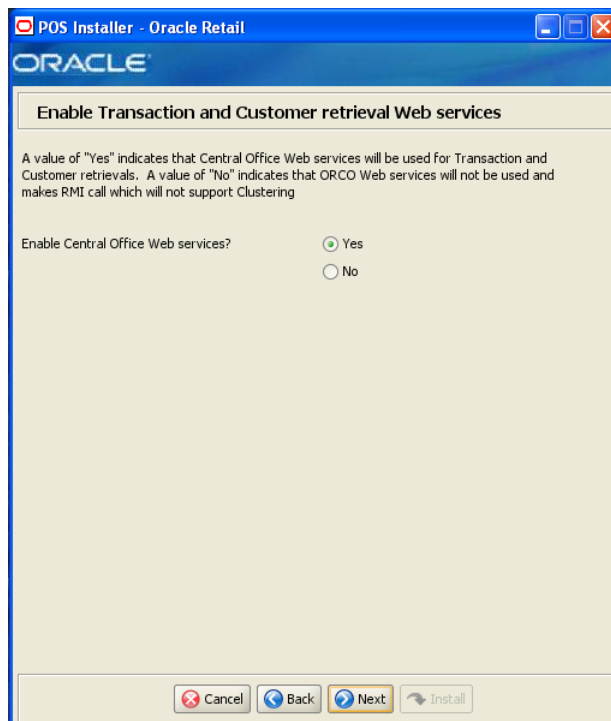 POS Installer - Oracle Retail
ORACLE
Enable Transaction and Customer retrieval Web services
A value of "Yes" indicates that Central Office Web services will be used for Transaction and
Customer retrievals. A value of "No" indicates that ORCO Web services will not be used and
makes RMI call which will not support Clustering
Enable Central Office Web services?
Yes
No
Cancel
Back
Next
Install